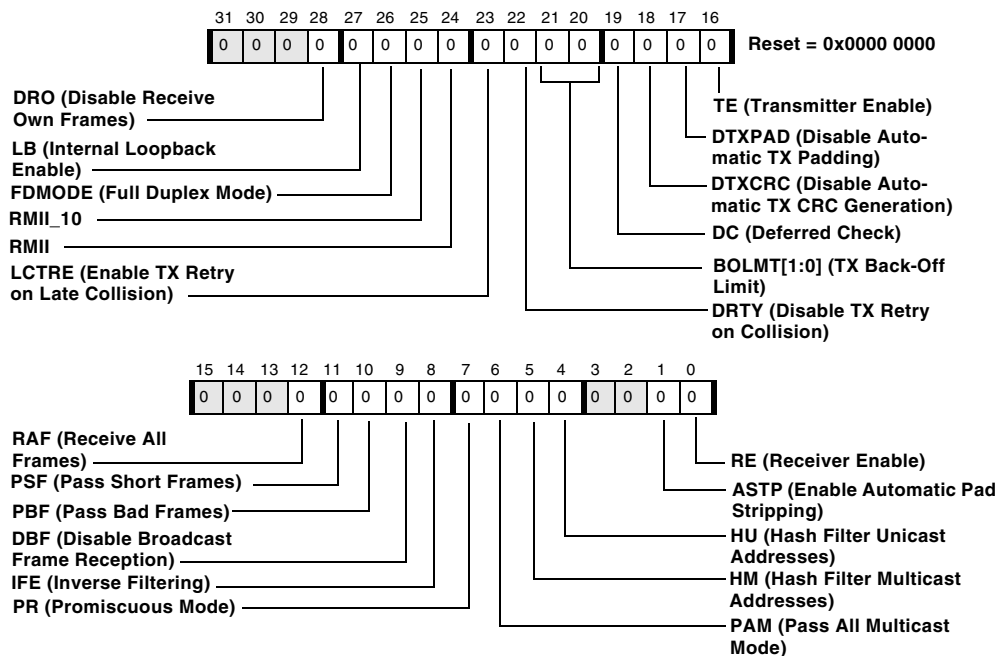 31 30 29 28 27 26 25 24 23 22 21 20 19 18 17 16
0 0 0 0 0 0 0 0 0 0 0 0 0 0 0 0 Reset = 0x0000 0000
DRO (Disable Receive
Own Frames)
LB (Internal Loopback
Enable)
FDMODE (Full Duplex Mode)
RMII_10
RMII
LCTRE (Enable TX Retry
on Late Collision)
TE (Transmitter Enable)
DTXPAD (Disable Auto-
matic TX Padding)
DTXCRC (Disable Auto-
matic TX CRC Generation)
DC (Deferred Check)
BOLMT[1:0] (TX Back-Off
Limit)
DRTY (Disable TX Retry
on Collision)
15 14 13 12 11 10 9 8 7 6 5 4 3 2 1 0
0 0 0 0 0 0 0 0 0 0 0 0 0 0 0 0
RAF (Receive All
Frames)
PSF (Pass Short Frames)
PBF (Pass Bad Frames)
DBF (Disable Broadcast
Frame Reception)
IFE (Inverse Filtering)
PR (Promiscuous Mode)
RE (Receiver Enable)
ASTP (Enable Automatic Pad
Stripping)
HU (Hash Filter Unicast
Addresses)
HM (Hash Filter Multicast
Addresses)
PAM (Pass All Multicast
Mode)